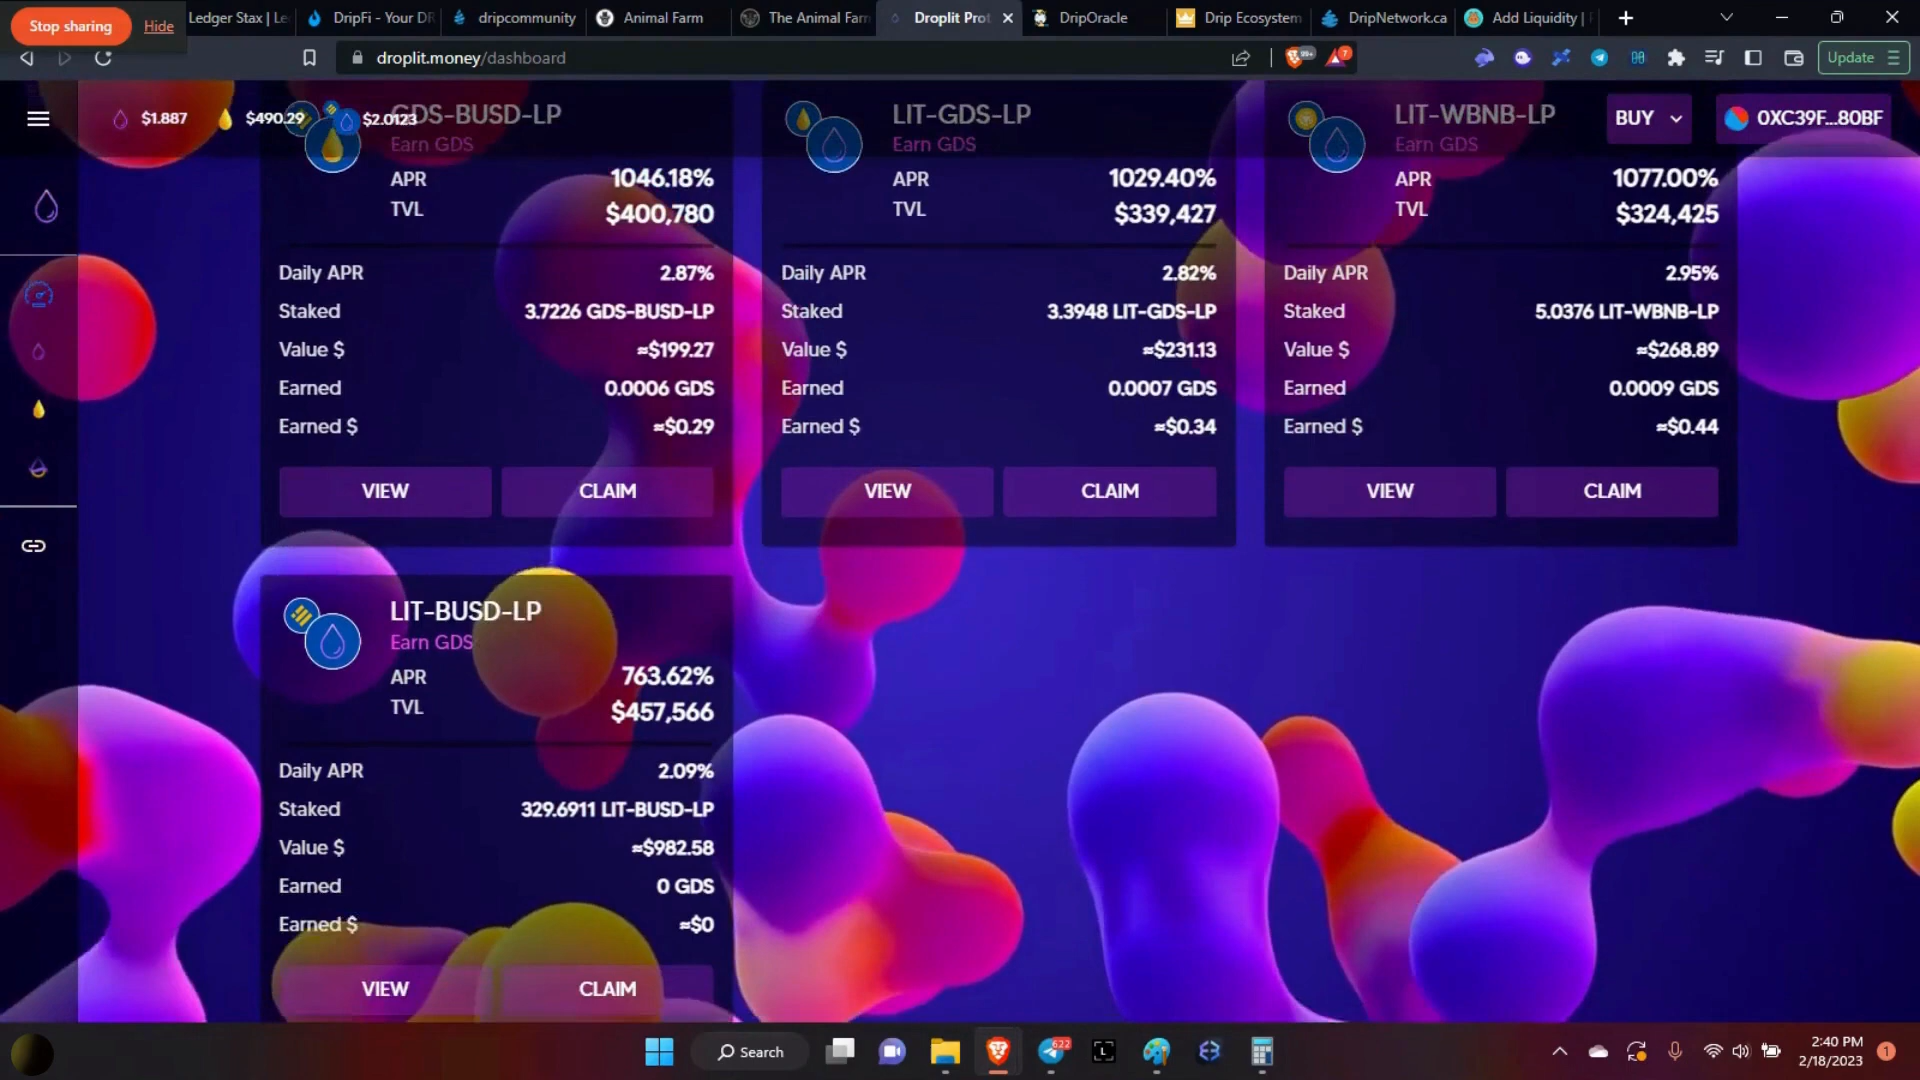 Stop sharing
Hide
Ledger Stax | Le
DripFi - Your DR
dripcommunity
Animal Farm
The Animal Farm
Droplit Prot
DripOracle
Drip Ecosystem
DripNetwork.ca
Add Liquidity |
droplit.money/dashboard
99+
7
Update
$1.887
$490.29
$2.0123
BUY
0XC39F...80BF
GDS-BUSD-LP
Earn GDS
APR
1046.18%
TVL
$400,780
Daily APR
2.87%
Staked
3.7226 GDS-BUSD-LP
Value $
≈$199.27
Earned
0.0006 GDS
Earned $
≈$0.29
VIEW
CLAIM
LIT-GDS-LP
Earn GDS
APR
1029.40%
TVL
$339,427
Daily APR
2.82%
Staked
3.3948 LIT-GDS-LP
Value $
≈$231.13
Earned
0.0007 GDS
Earned $
≈$0.34
VIEW
CLAIM
LIT-WBNB-LP
Earn GDS
APR
1077.00%
TVL
$324,425
Daily APR
2.95%
Staked
5.0376 LIT-WBNB-LP
Value $
≈$268.89
Earned
0.0009 GDS
Earned $
≈$0.44
VIEW
CLAIM
LIT-BUSD-LP
Earn GDS
APR
763.62%
TVL
$457,566
Daily APR
2.09%
Staked
329.6911 LIT-BUSD-LP
Value $
≈$982.58
Earned
0 GDS
Earned $
≈$0
VIEW
CLAIM
Search
622
L
2:40 PM
2/18/2023
1